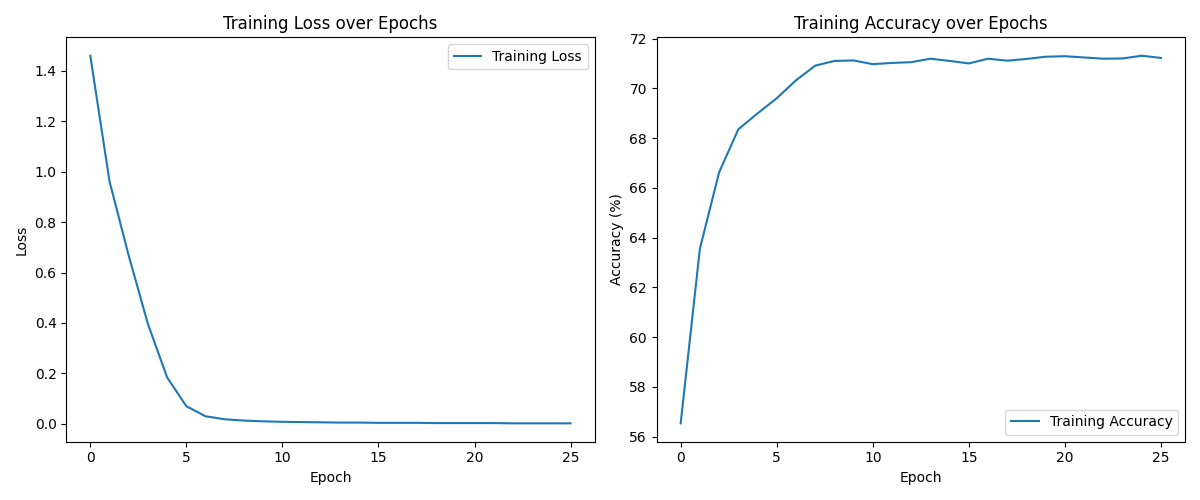 Training Loss over Epochs
Training Loss
1.4
1.2
1.0
0.8
0.6
0.4
0.2
0.0
Loss
0 5 10 15 20 25
Epoch
Training Accuracy over Epochs
72
70
68
66
64
62
60
58
56
Accuracy (%)
Training Accuracy
0 5 10 15 20 25
Epoch